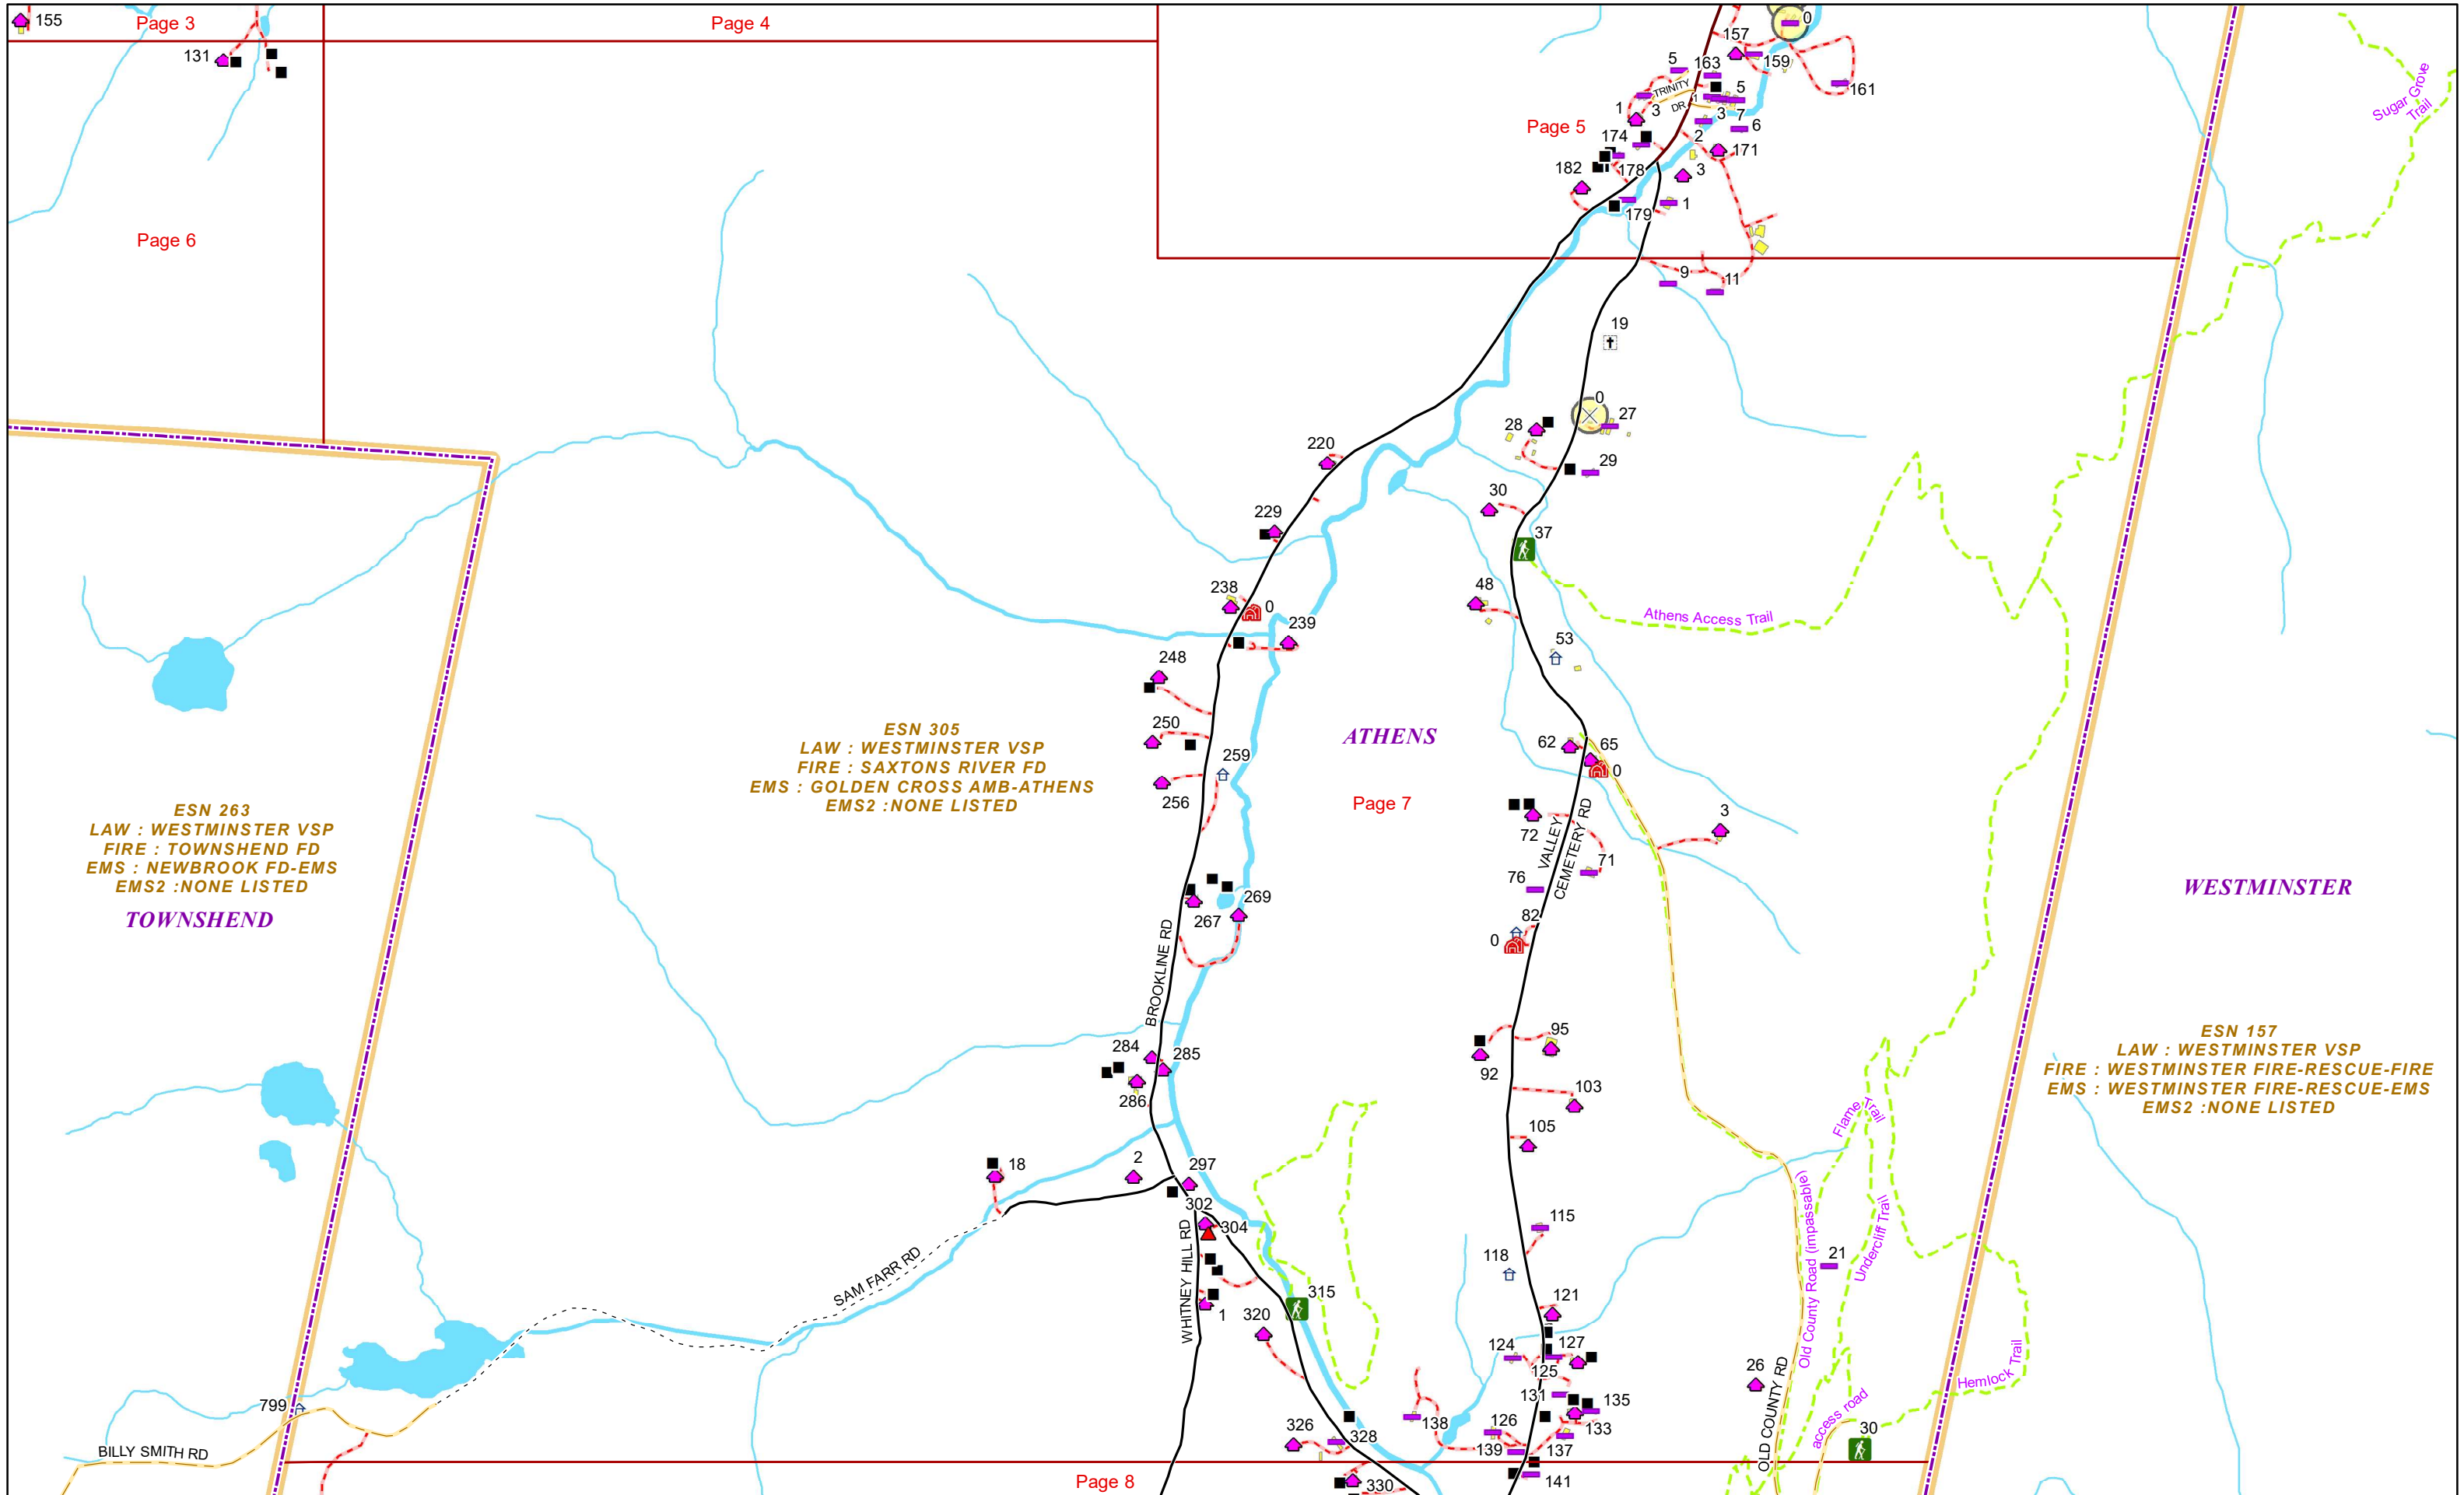 155
Page 3
Page 4
0
131
157
159
5
163
161
TRINITY
DR
1
5
1
3
3
7
6
Page 5
174
2
171
182
178
3
179
1
Sugar Grove
Trail
Page 6
9
11
19
0
27
28
220
29
30
229
37
238
0
239
48
Athens Access Trail
53
248
250
259
256
ESN 305
LAW : WESTMINSTER VSP
FIRE : SAXTONS RIVER FD
EMS : GOLDEN CROSS AMB-ATHENS
EMS2 :NONE LISTED
ATHENS
Page 7
62
65
0
ESN 263
LAW : WESTMINSTER VSP
FIRE : TOWNSHEND FD
EMS : NEWBROOK FD-EMS
EMS2 :NONE LISTED
TOWNSHEND
72
VALLEY
CEMETERY RD
3
71
76
WESTMINSTER
267
269
82
0
BROOKLINE RD
284
285
286
95
92
103
105
ESN 157
LAW : WESTMINSTER VSP
FIRE : WESTMINSTER FIRE-RESCUE-FIRE
EMS : WESTMINSTER FIRE-RESCUE-EMS
EMS2 :NONE LISTED
Flame Trail
18
2
297
302
304
115
118
21
Old County Road (impassable)
Undercliff Trail
SAM FARR RD
WHITNEY HILL RD
1
315
320
121
124
127
125
131
135
133
26
Hemlock Trail
799
BILLY SMITH RD
326
328
138
126
139
137
OLD COUNTY RD
access road
30
Page 8
330
141